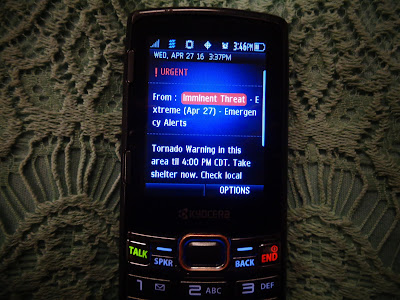 3:46PM
WED, APR 27 16 3:37PM
! URGENT
From : Imminent Threat - E
xtreme (Apr 27) - Emergen
cy Alerts
Tornado Warning in this
area til 4:00 PM CDT. Take
shelter now. Check local
OPTIONS
KYOCERA
TALK SPKR BACK END
1 2 ABC 3 DEF